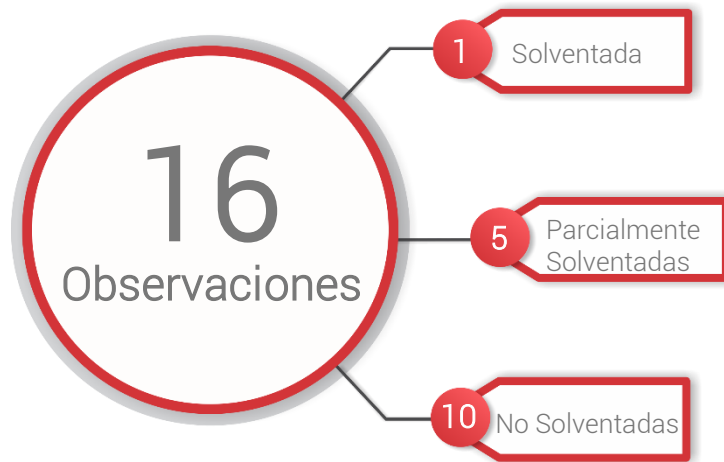 16
Observaciones
1
Solventada
5
Parcialmente
Solventadas
10
No Solventadas